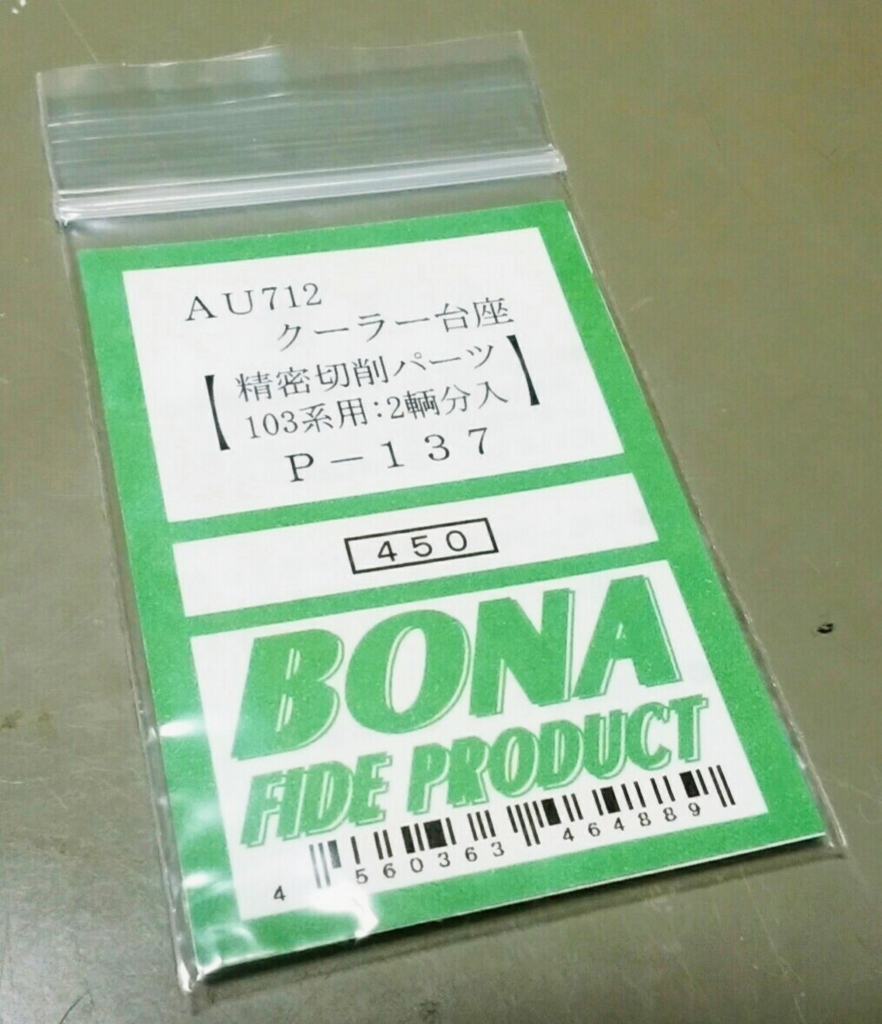 AU712
クーラー台座
【精密切削パーツ
103系用：2輌分入】
P－137
450
BONA
FIDE PRODUCT
4 560363 464889